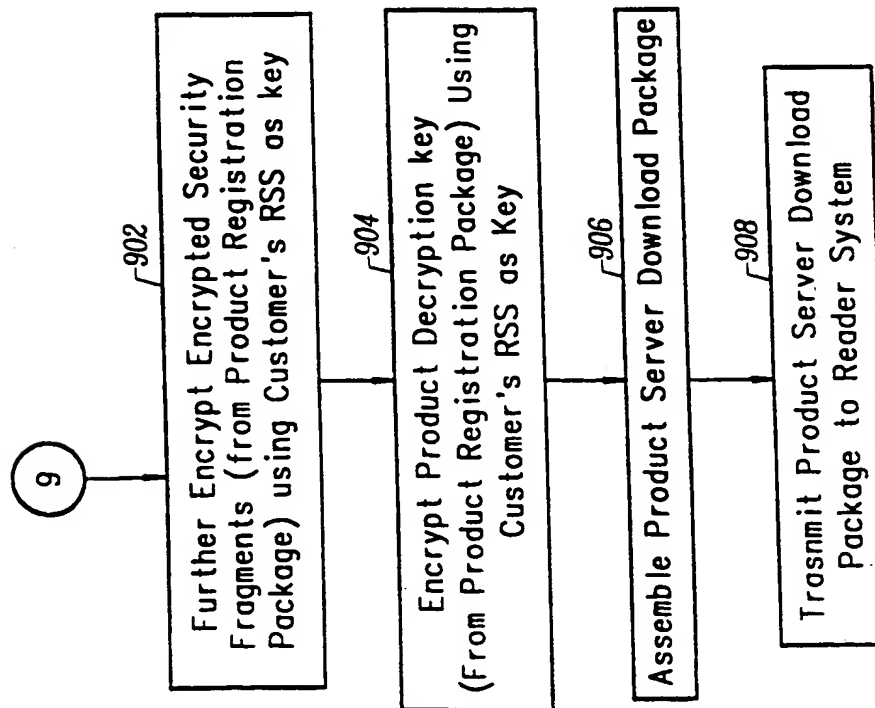 9
902
Further Encrypt Encrypted Security
Fragments (from Product Registration
Package) using Customer's RSS as key
904
Encrypt Product Decryption key
(From Product Registration Package) Using
Customer's RSS as Key
906
Assemble Product Server Download Package
908
Trasnmit Product Server Download
Package to Reader System